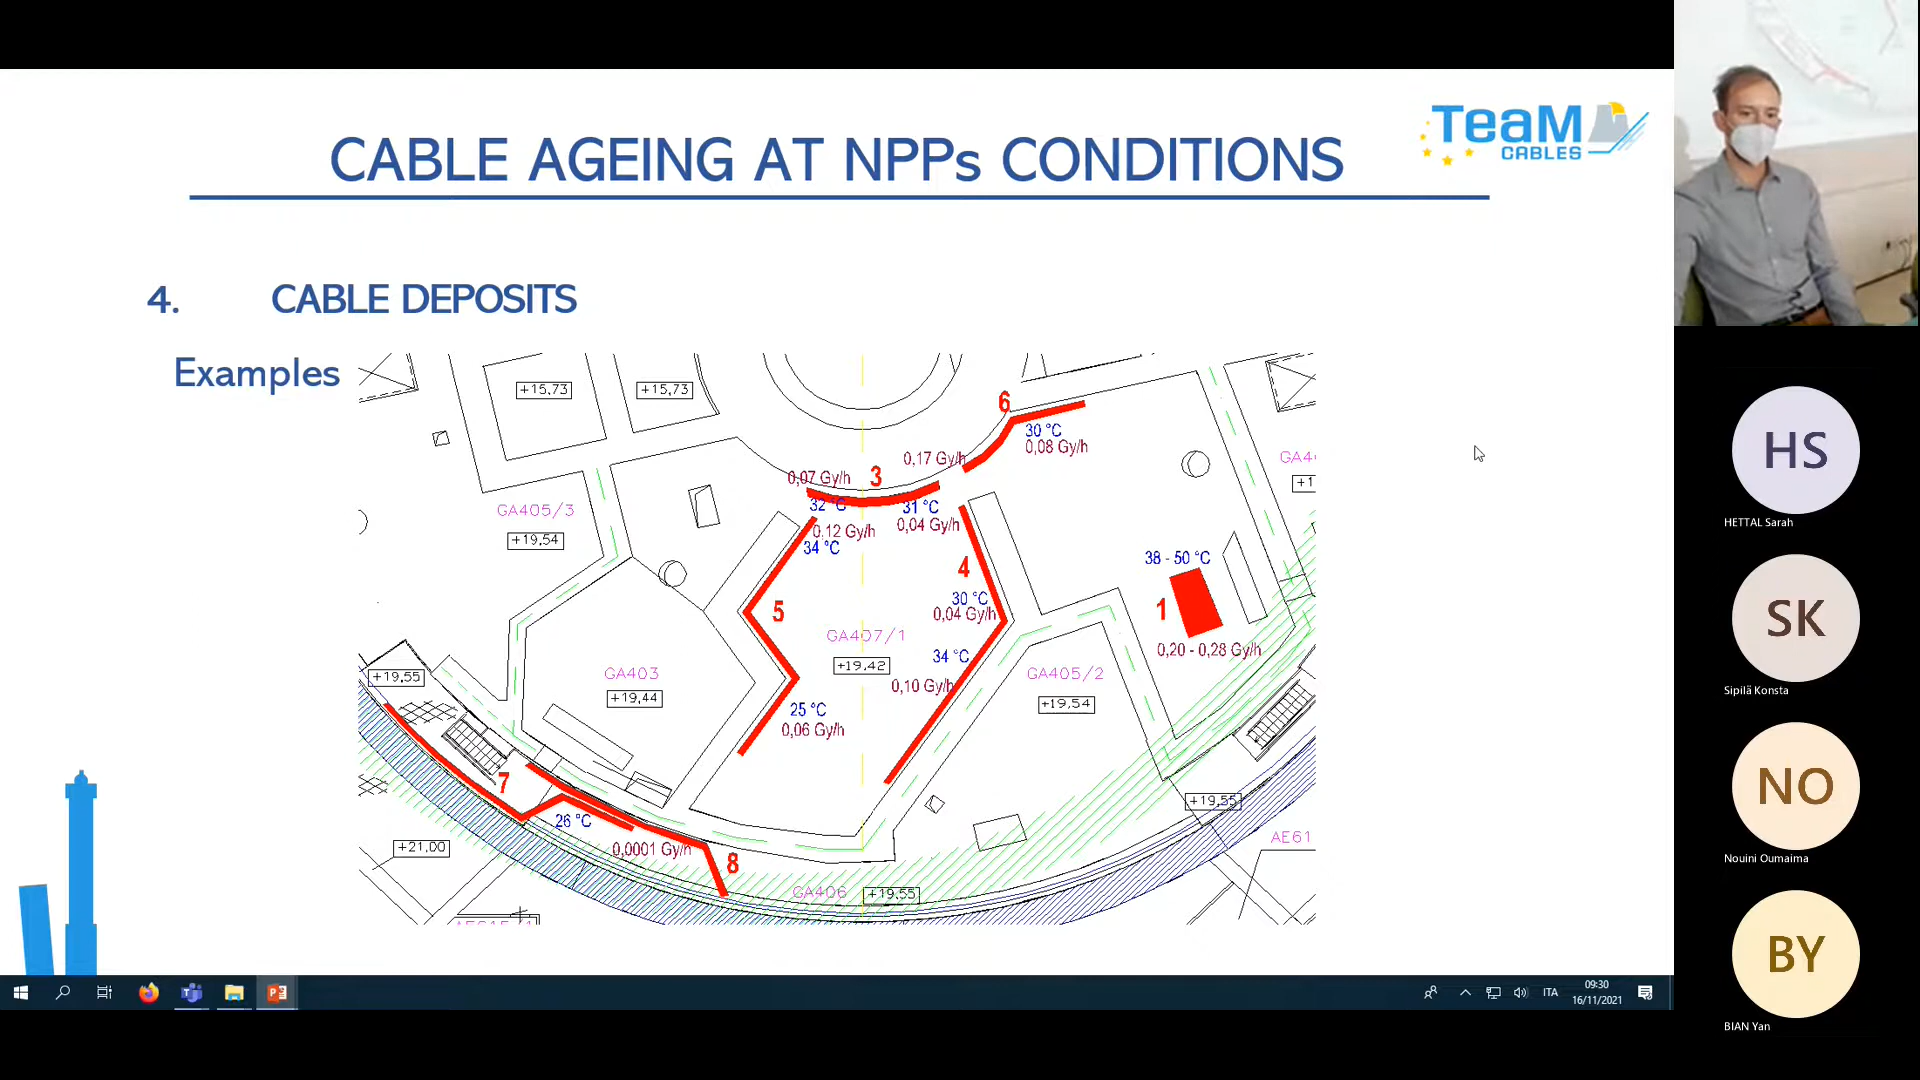 CABLE AGEING AT NPPs CONDITIONS
TeaM
CABLES
4. CABLE DEPOSITS
Examples
+15,73
+15,73
6
30 °C
0,08 Gy/h
0,17 Gy/h
3
0,07 Gy/h
32 °C
31 °C
0,12 Gy/h
0,04 Gy/h
34 °C
GA405/3
+19,54
4
38 - 50 °C
30 °C
0,04 Gy/h
5
1
GA407/1
+19,42
34 °C
0,20 - 0,28 Gy/h
GA403
+19,44
GA405/2
+19,54
+19,55
0,10 Gy/h
25 °C
0,06 Gy/h
7
26 °C
+19,55
0,0001 Gy/h
8
+21,00
AE61
GA406
+19,55
HS
HETTAL Sarah
SK
Sipilä Konsta
NO
Nouini Oumaima
BY
BIAN Yan
ITA
09:30
16/11/2021